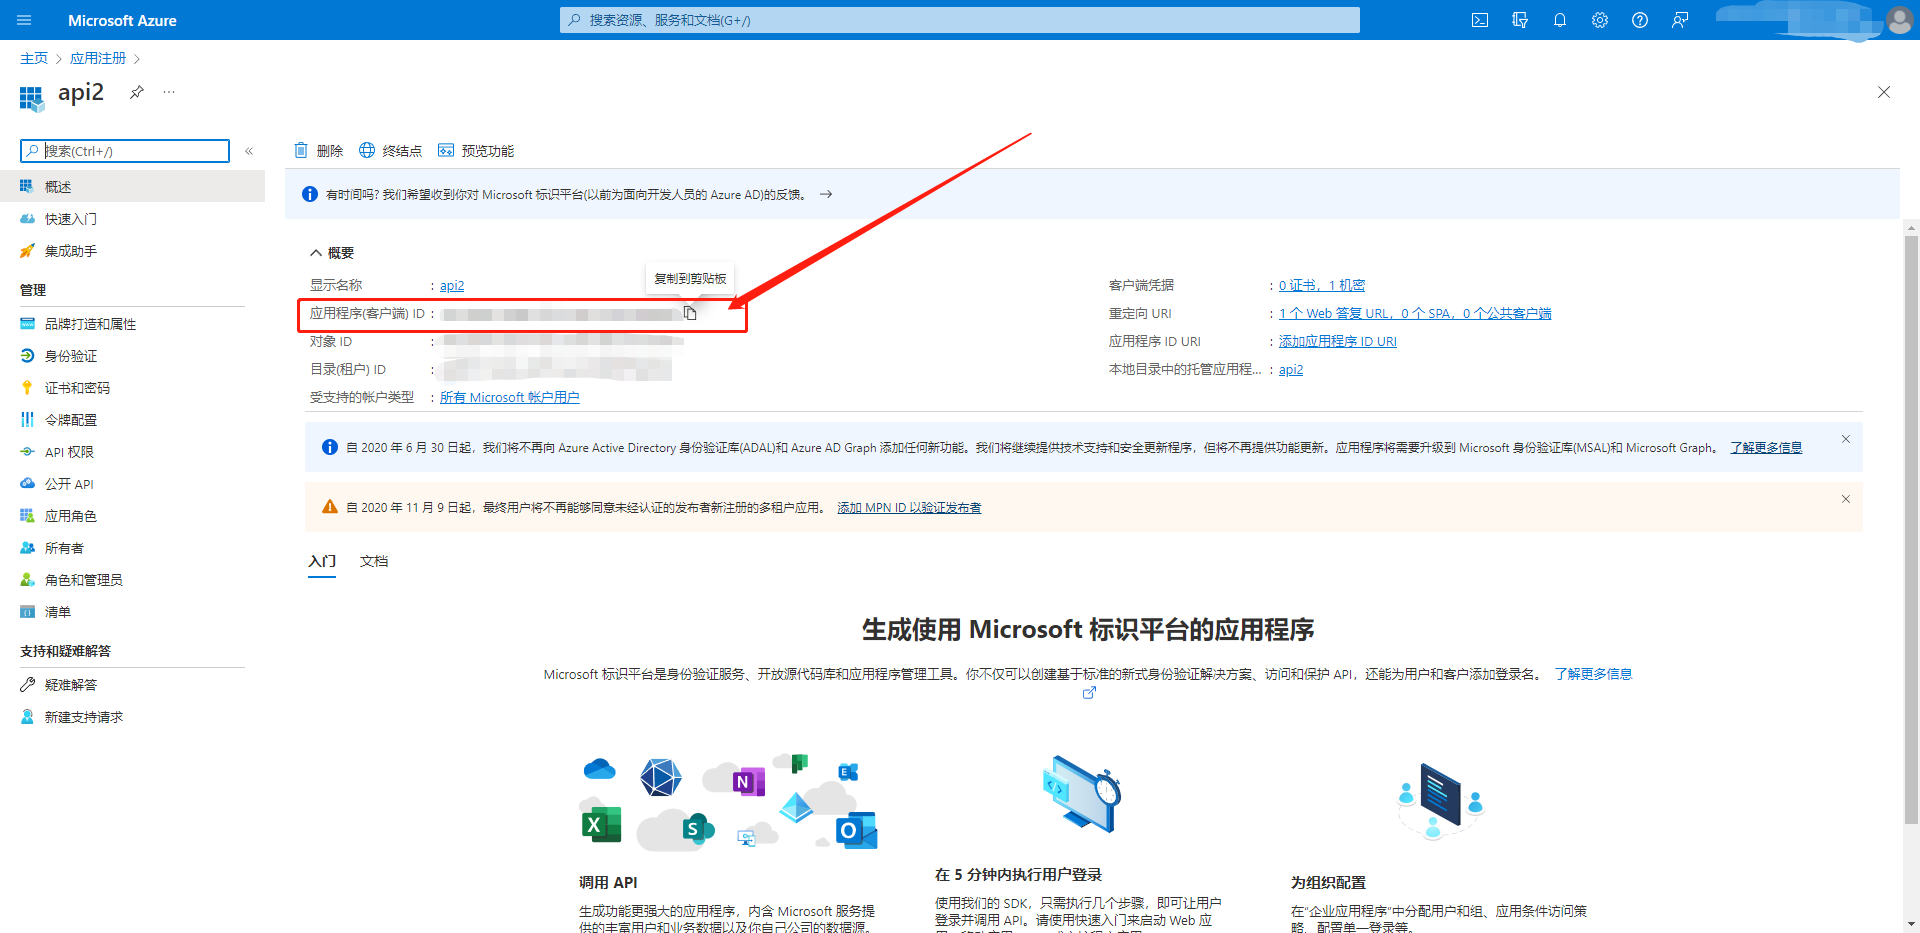 Microsoft Azure
搜索资源、服务和文档(G+/)
主页 > 应用注册 >
api2
搜索(Ctrl+/)
概述
快速入门
集成助手
管理
品牌打造和属性
身份验证
证书和密码
令牌配置
API 权限
公开 API
应用角色
所有者
角色和管理员
清单
支持和疑难解答
疑难解答
新建支持请求
删除 终结点 预览功能
有时间吗? 我们希望收到你对 Microsoft 标识平台(以前为面向开发人员的 Azure AD)的反馈。 →
概要
复制到剪贴板
显示名称 : api2
应用程序(客户端) ID :
对象 ID :
目录(租户) ID :
受支持的帐户类型 : 所有 Microsoft 帐户用户
客户端凭据 : 0 证书, 1 机密
重定向 URI : 1 个 Web 答复 URL, 0 个 SPA, 0 个公共客户端
应用程序 ID URI : 添加应用程序 ID URI
本地目录中的托管应用程... : api2
自 2020 年 6 月 30 日起，我们将不再向 Azure Active Directory 身份验证库(ADAL)和 Azure AD Graph 添加任何新功能。我们将继续提供技术支持和安全更新程序，但将不再提供功能更新。应用程序将需要升级到 Microsoft 身份验证库(MSAL)和 Microsoft Graph。 了解更多信息
自 2020 年 11 月 9 日起，最终用户将不再能够同意未经认证的发布者新注册的多租户应用。 添加 MPN ID 以验证发布者
入门 文档
生成使用 Microsoft 标识平台的应用程序
Microsoft 标识平台是身份验证服务、开放源代码库和应用程序管理工具。你不仅可以创建基于标准的新式身份验证解决方案、访问和保护 API，还能为用户和客户添加登录名。 了解更多信息
调用 API
生成功能更强大的应用程序，内含 Microsoft 服务提
供的丰富用户和业务数据以及你自己公司的数据源。
在 5 分钟内执行用户登录
使用我们的 SDK，只需执行几个步骤，即可让用户
登录并调用 API。请使用快速入门来启动 Web 应
为组织配置
在“企业应用程序”中分配用户和组、应用条件访问策
略、配置单一登录等。